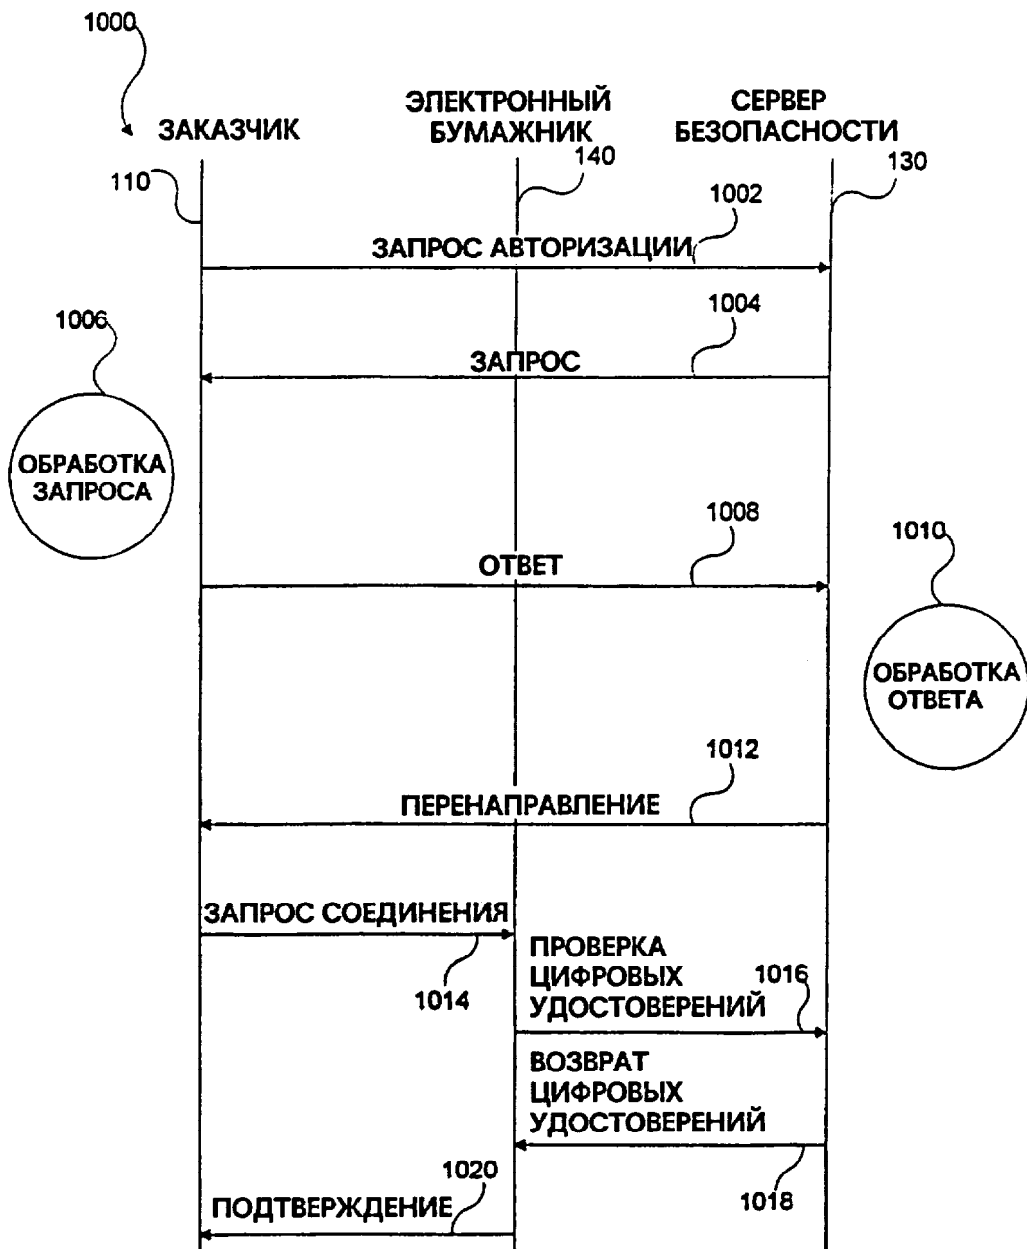 1000
ЗАКАЗЧИК
ЭЛЕКТРОННЫЙ
БУМАЖНИК
СЕРВЕР
БЕЗОПАСНОСТИ
110
140
130
1002
ЗАПРОС АВТОРИЗАЦИИ
1004
ЗАПРОС
1006
ОБРАБОТКА
ЗАПРОСА
1008
ОТВЕТ
1010
ОБРАБОТКА
ОТВЕТА
1012
ПЕРЕНАПРАВЛЕНИЕ
ЗАПРОС СОЕДИНЕНИЯ
1014
ПРОВЕРКА
ЦИФРОВЫХ
УДОСТОВЕРЕНИЙ
1016
ВОЗВРАТ
ЦИФРОВЫХ
УДОСТОВЕРЕНИЙ
1018
1020
ПОДТВЕРЖДЕНИЕ